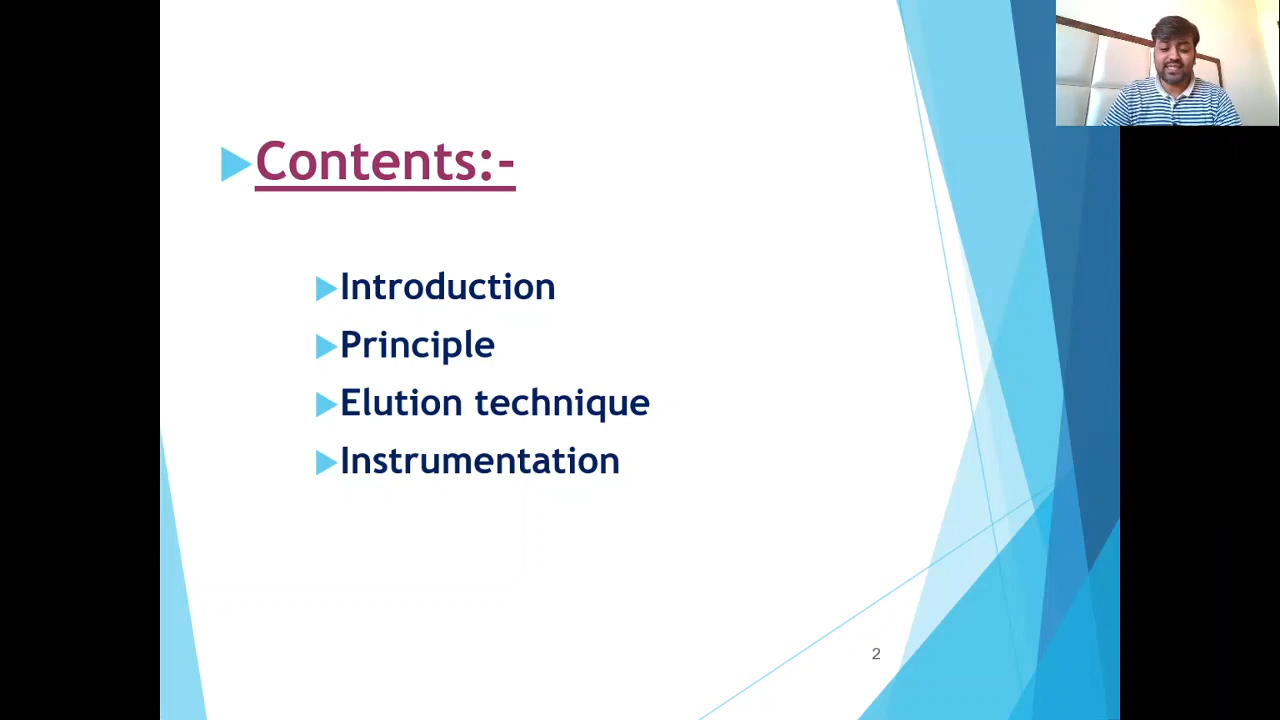 Contents:-
Introduction
Principle
Elution technique
Instrumentation
2